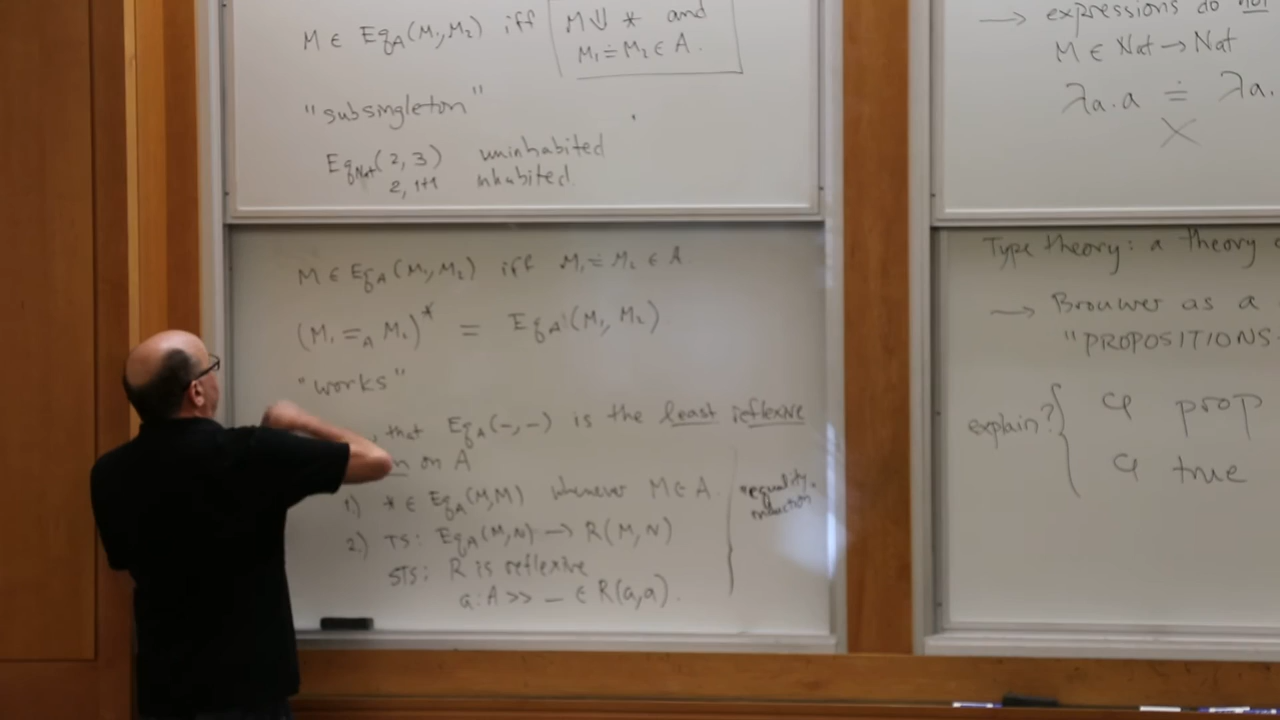 M ∈ Eq_A(M₁,M₂) iff M⇓ * and
M₁ ≐ M₂ ∈ A.
"subsingleton"
Eq_Nat(2, 3) uninhabited
2, 1+1 inhabited.
M ∈ Eq_A(M₁,M₂) iff M₁ ≐ M₂ ∈ A
(M₁ =_A M₂)* = Eq_A(M₁, M₂)
"works"
, that Eq_A(-,-) is the least reflexive
n on A
1) * ∈ Eq_A(M,M) whenever M ∈ A.
2) TS: Eq_A(M,N) → R(M,N)
STS: R is reflexive
a:A >> _ ∈ R(a,a).
"equality
→ expressions do not
M ∈ Nat → Nat
λa.a ≐ λa.
X
Type theory: a theory
→ Brouwer as a
"PROPOSITIONS
explain? { φ prop
φ true